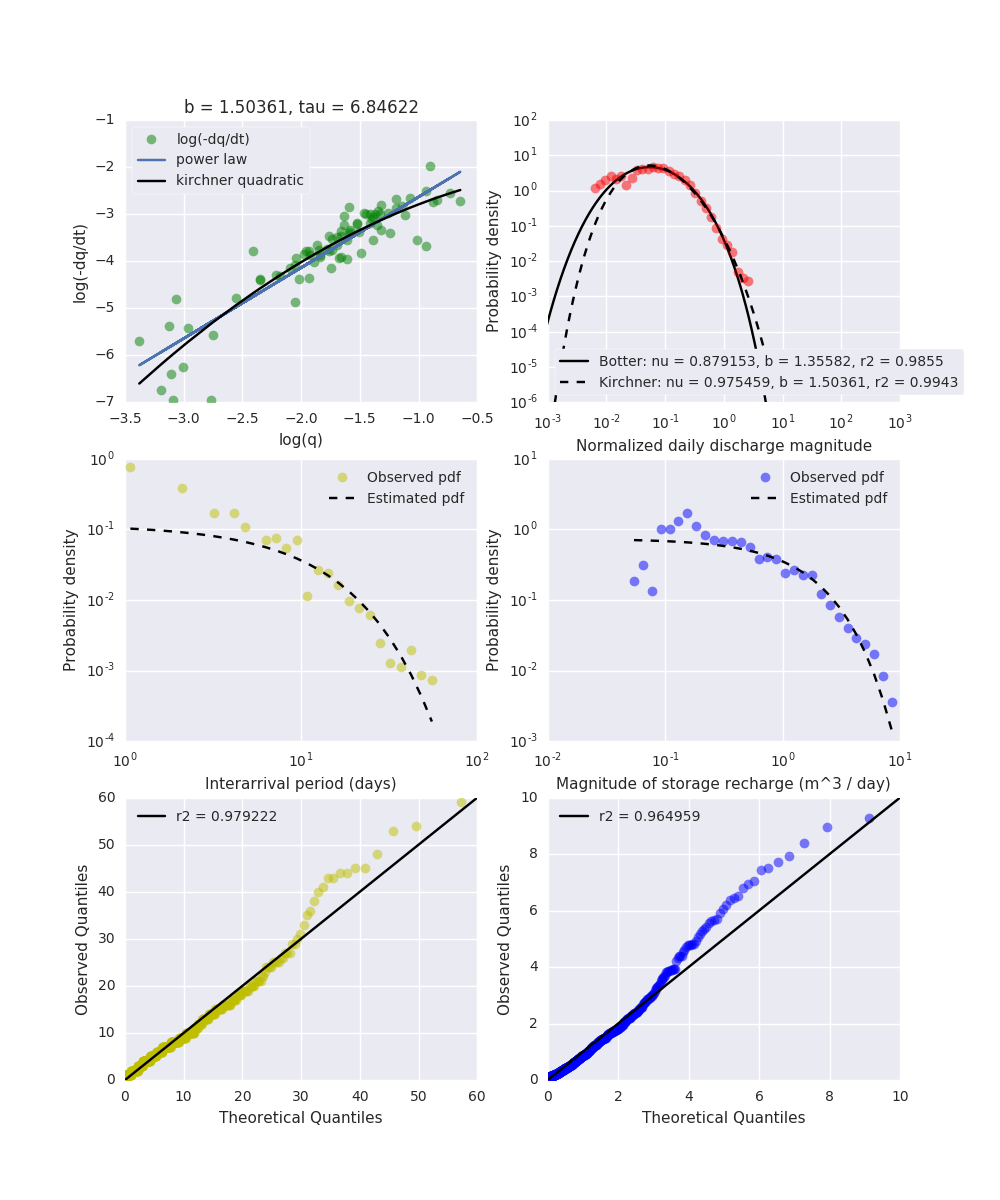 b = 1.50361, tau = 6.84622
log(-dq/dt)
power law
kirchner quadratic
−1
−2
−3
−4
−5
−6
−7
log(-dq/dt)
−3.5 −3.0 −2.5 −2.0 −1.5 −1.0 −0.5
log(q)
10^2
10^1
10^0
10^-1
10^-2
10^-3
10^-4
10^-5
10^-6
Probability density
Botter: nu = 0.879153, b = 1.35582, r2 = 0.9855
Kirchner: nu = 0.975459, b = 1.50361, r2 = 0.9943
10^-3 10^-2 10^-1 10^0 10^1 10^2 10^3
Normalized daily discharge magnitude
10^0
10^-1
10^-2
10^-3
10^-4
Probability density
Observed pdf
Estimated pdf
10^0 10^1 10^2
Interarrival period (days)
10^1
10^0
10^-1
10^-2
10^-3
Probability density
Observed pdf
Estimated pdf
10^-2 10^-1 10^0 10^1
Magnitude of storage recharge (m^3 / day)
60
50
40
30
20
10
0
Observed Quantiles
r2 = 0.979222
0 10 20 30 40 50 60
Theoretical Quantiles
10
8
6
4
2
0
Observed Quantiles
r2 = 0.964959
0 2 4 6 8 10
Theoretical Quantiles